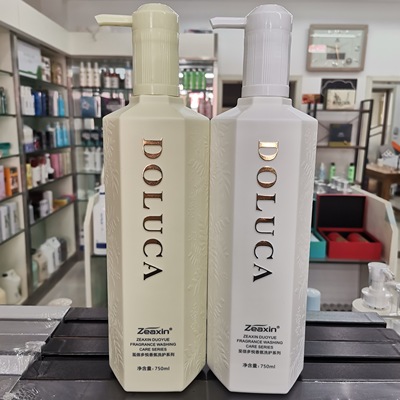 DOLUCA
Zeaxin®
ZEAXIN DUOYUE
FRAGRANCE WASHING
CARE SERIES
净含量:750ml
DOLUCA
Zeaxin®
ZEAXIN DUOYUE
FRAGRANCE WASHING
CARE SERIES
净含量:750ml